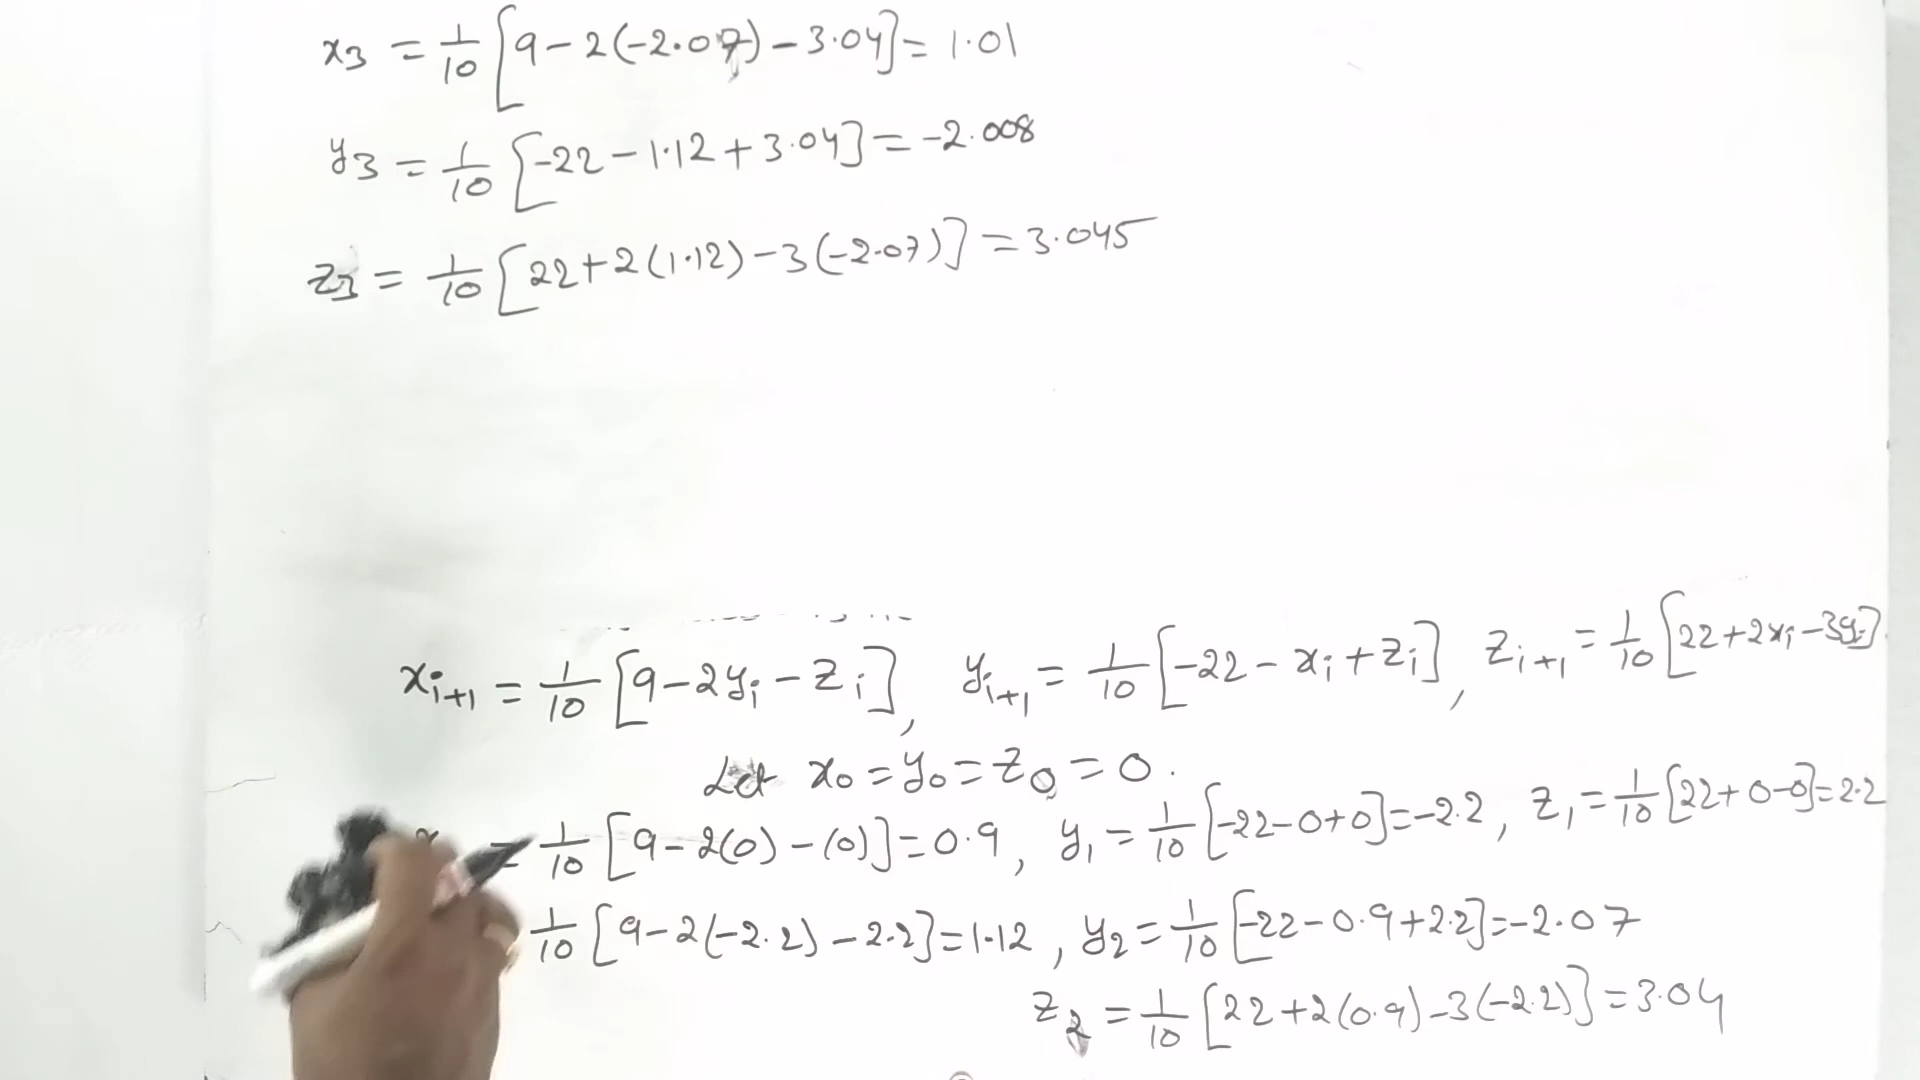 x3 = 1/10 [9 - 2(-2.07) - 3.04] = 1.01
y3 = 1/10 [-22 - 1.12 + 3.04] = -2.008
z3 = 1/10 [22 + 2(1.12) - 3(-2.07)] = 3.045
xi+1 = 1/10 [9 - 2yi - zi], yi+1 = 1/10 [-22 - xi + zi], zi+1 = 1/10 [22 + 2xi - 3yi]
Let x0 = y0 = z0 = 0.
= 1/10 [9 - 2(0) - (0)] = 0.9, y1 = 1/10 [-22 - 0 + 0] = -2.2, z1 = 1/10 [22 + 0 - 0] = 2.2
1/10 [9 - 2(-2.2) - 2.2] = 1.12, y2 = 1/10 [-22 - 0.9 + 2.2] = -2.07
z2 = 1/10 [22 + 2(0.9) - 3(-2.2)] = 3.04